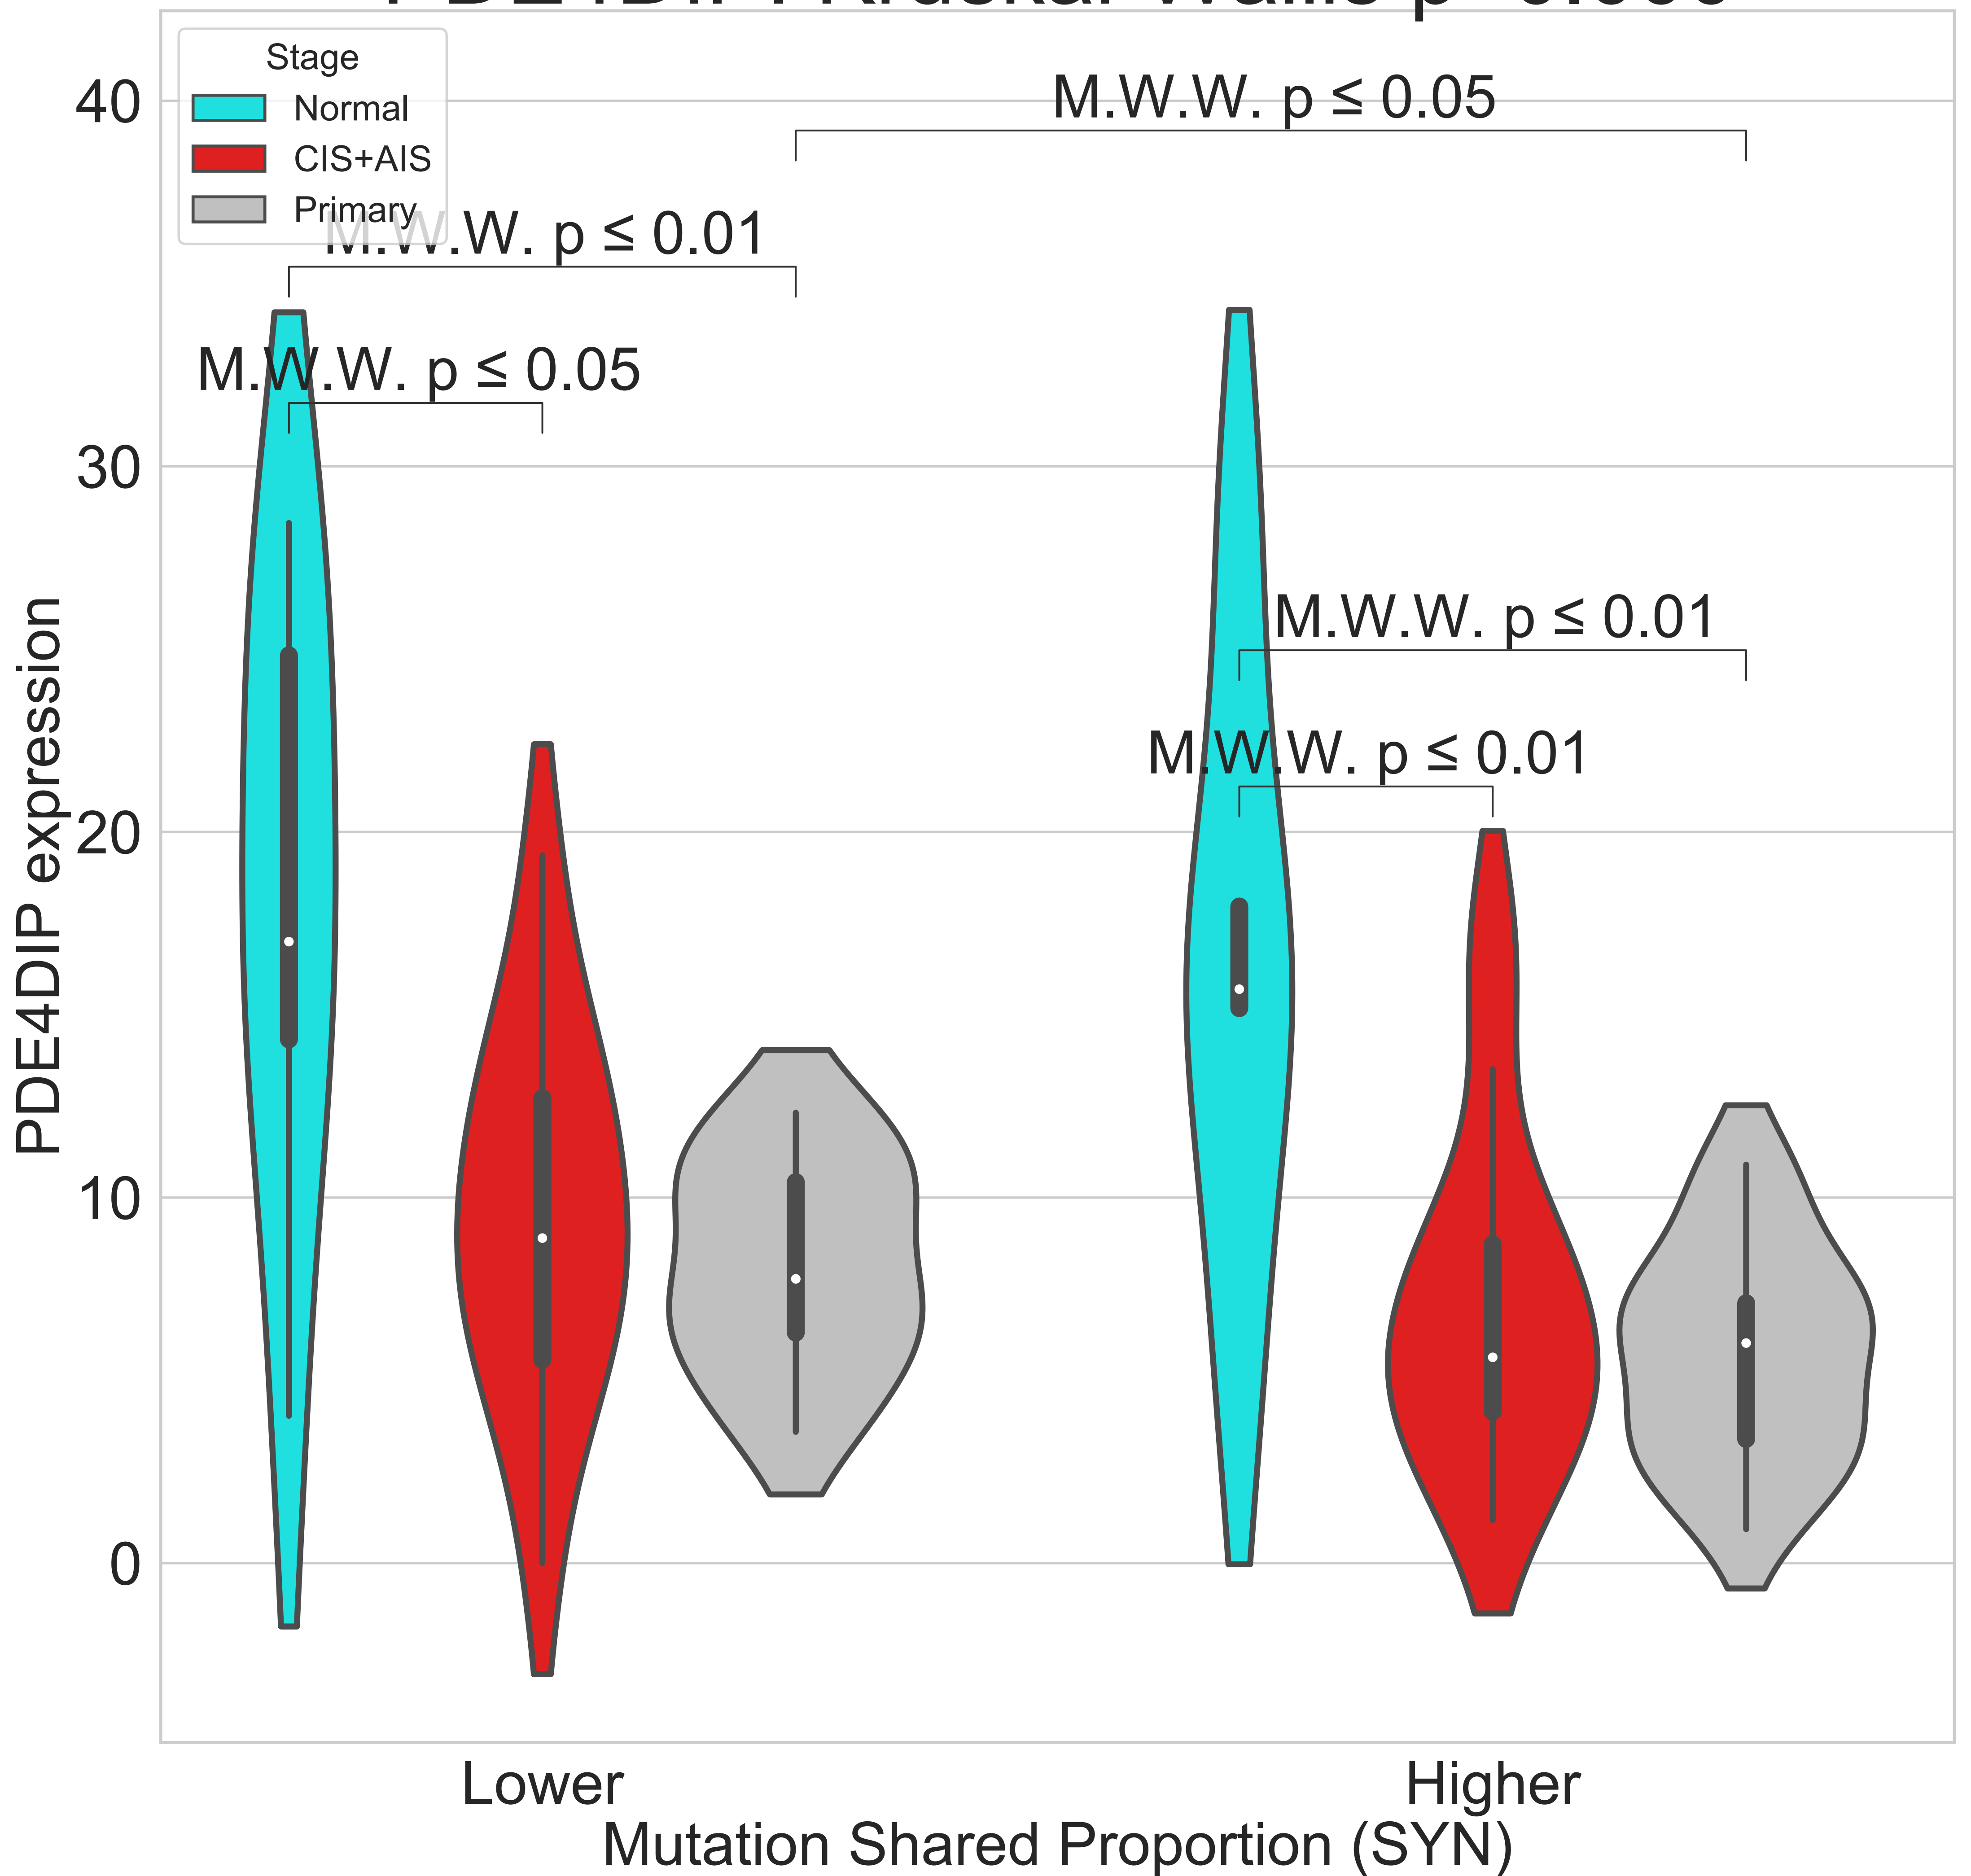 Stage
Normal
CIS+AIS
Primary
M.W.W. p ≤ 0.05
M.W.W. p ≤ 0.01
M.W.W. p ≤ 0.05
M.W.W. p ≤ 0.01
M.W.W. p ≤ 0.01
40
30
20
10
0
PDE4DIP expression
Lower
Higher
Mutation Shared Proportion (SYN)